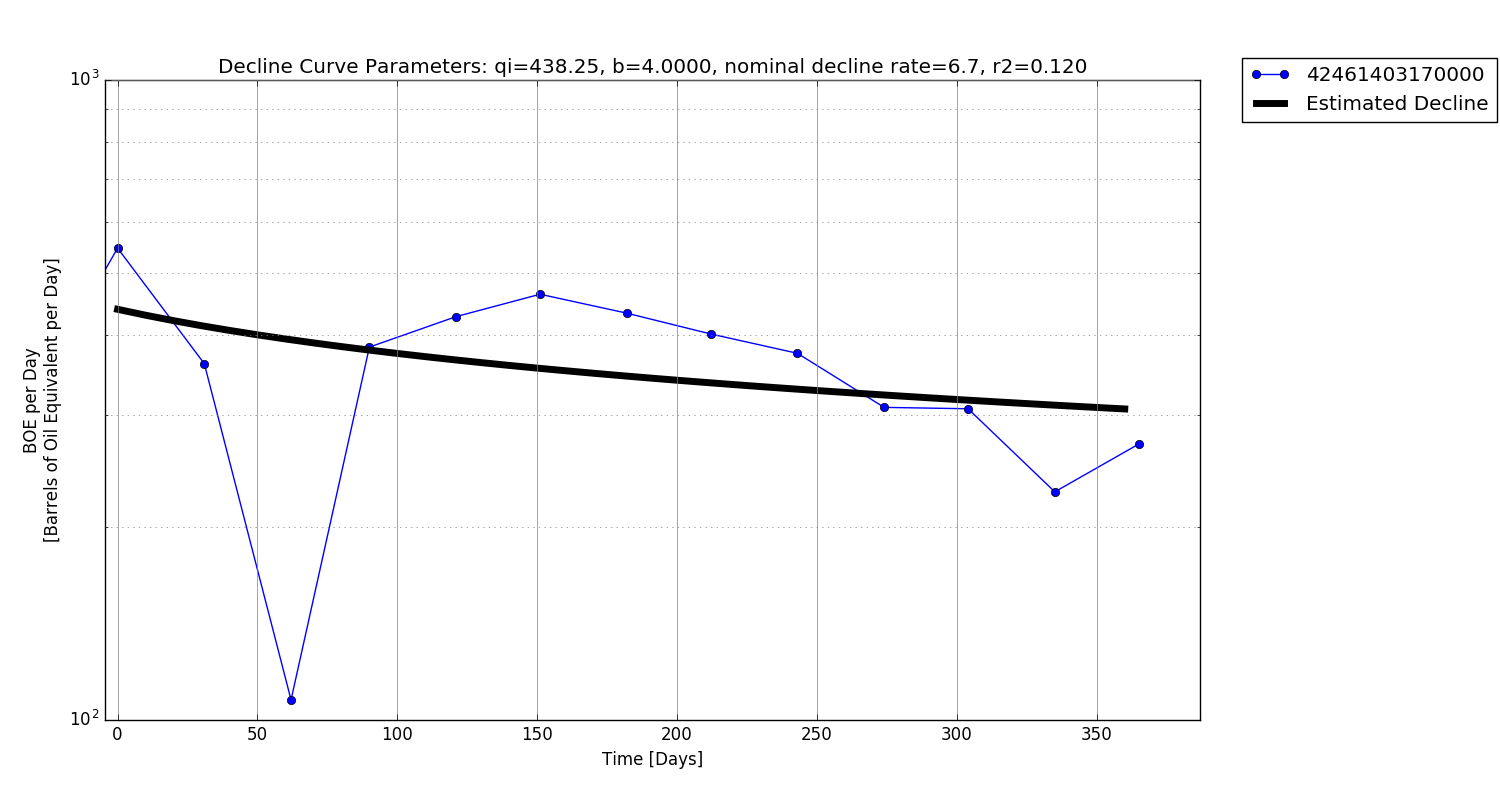 Decline Curve Parameters: qi=438.25, b=4.0000, nominal decline rate=6.7, r2=0.120
42461403170000
Estimated Decline
10³
10²
BOE per Day
[Barrels of Oil Equivalent per Day]
0 50 100 150 200 250 300 350
Time [Days]